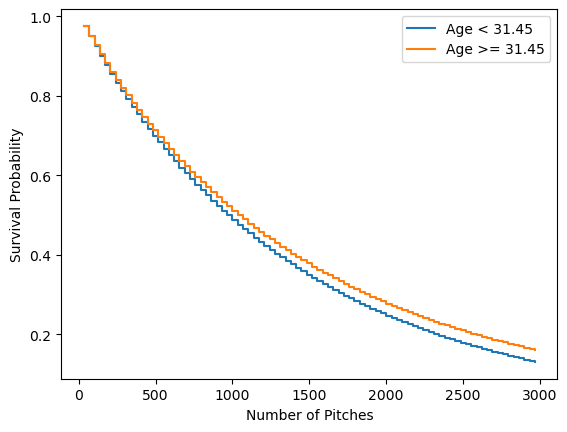 1.0
0.8
0.6
0.4
0.2
Survival Probability
Age < 31.45
Age >= 31.45
0 500 1000 1500 2000 2500 3000
Number of Pitches